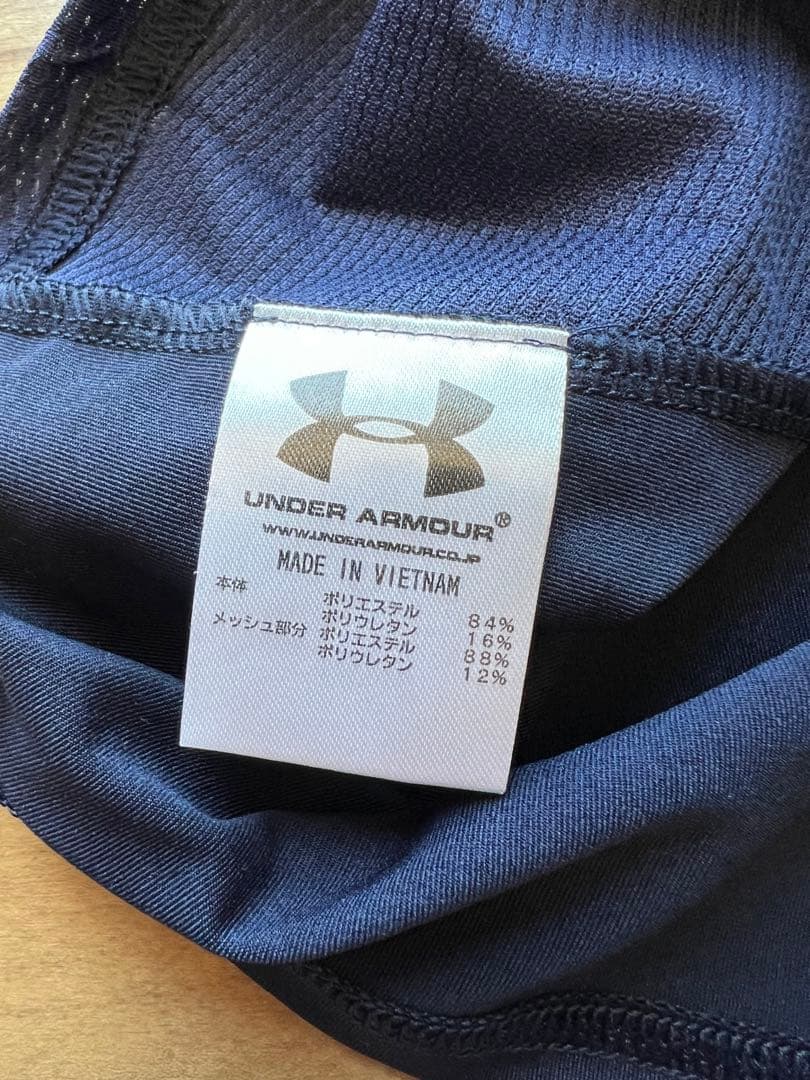 UNDER ARMOUR®
WWW.UNDERARMOUR.CO.JP
MADE IN VIETNAM
本体 ポリエステル 84%
ポリウレタン 16%
メッシュ部分 ポリエステル 88%
ポリウレタン 12%